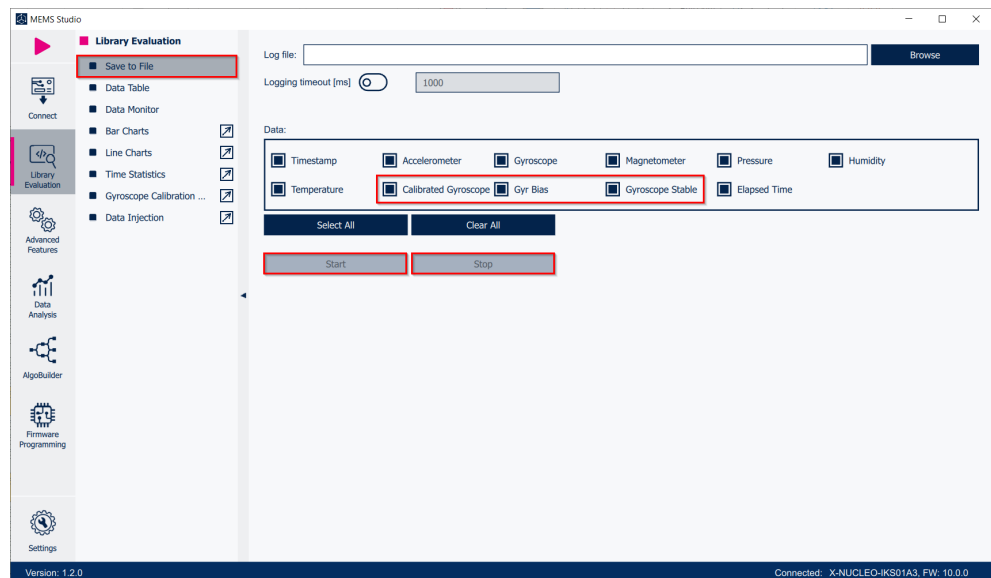 MEMS Studio
Connect
Library
Evaluation
Advanced
Features
Data
Analysis
AlgoBuilder
Firmware
Programming
Settings
Library Evaluation
Save to File
Data Table
Data Monitor
Bar Charts
Line Charts
Time Statistics
Gyroscope Calibration ...
Data Injection
Log file:
Browse
Logging timeout [ms]
1000
Data:
Timestamp Accelerometer Gyroscope Magnetometer Pressure Humidity
Temperature Calibrated Gyroscope Gyr Bias Gyroscope Stable Elapsed Time
Select All Clear All
Start Stop
Version: 1.2.0 Connected: X-NUCLEO-IKS01A3, FW: 10.0.0